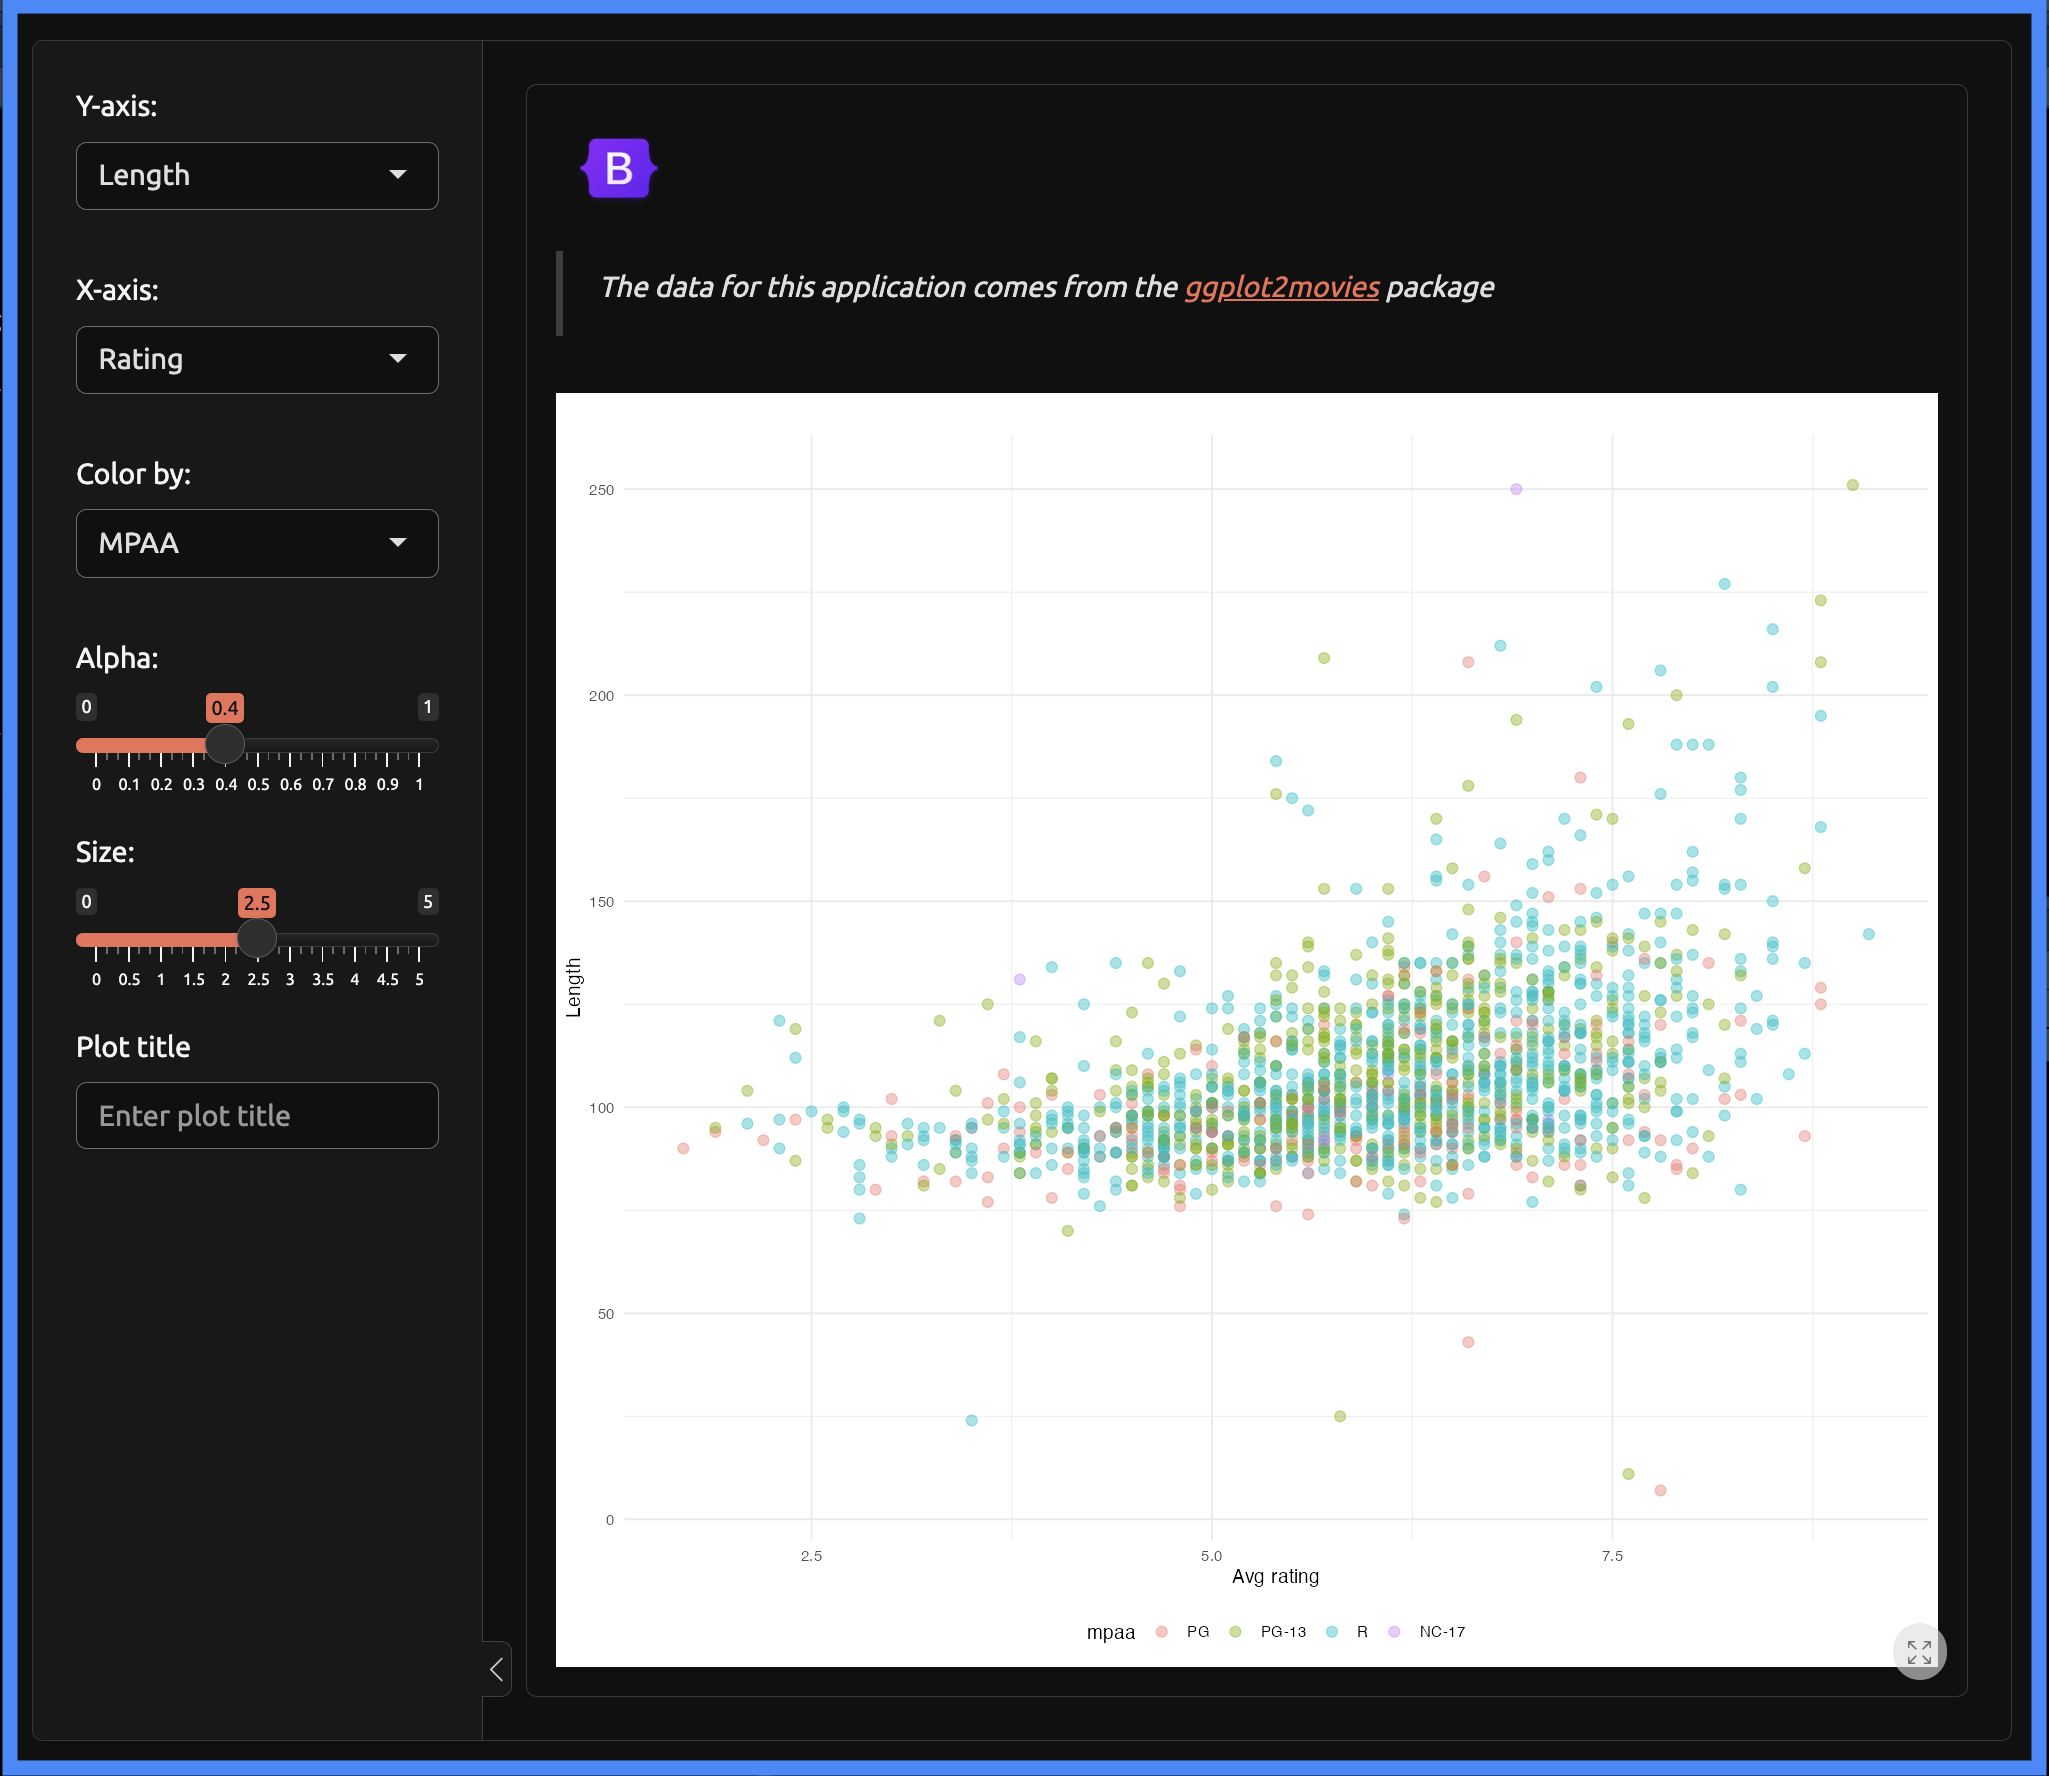 Y-axis:
Length
X-axis:
Rating
Color by:
MPAA
Alpha:
0 0.4 1
0 0.1 0.2 0.3 0.4 0.5 0.6 0.7 0.8 0.9 1
Size:
0 2.5 5
0 0.5 1 1.5 2 2.5 3 3.5 4 4.5 5
Plot title
Enter plot title
B
The data for this application comes from the ggplot2movies package
250
200
150
100
50
0
Length
2.5 5.0 7.5
Avg rating
mpaa PG PG-13 R NC-17